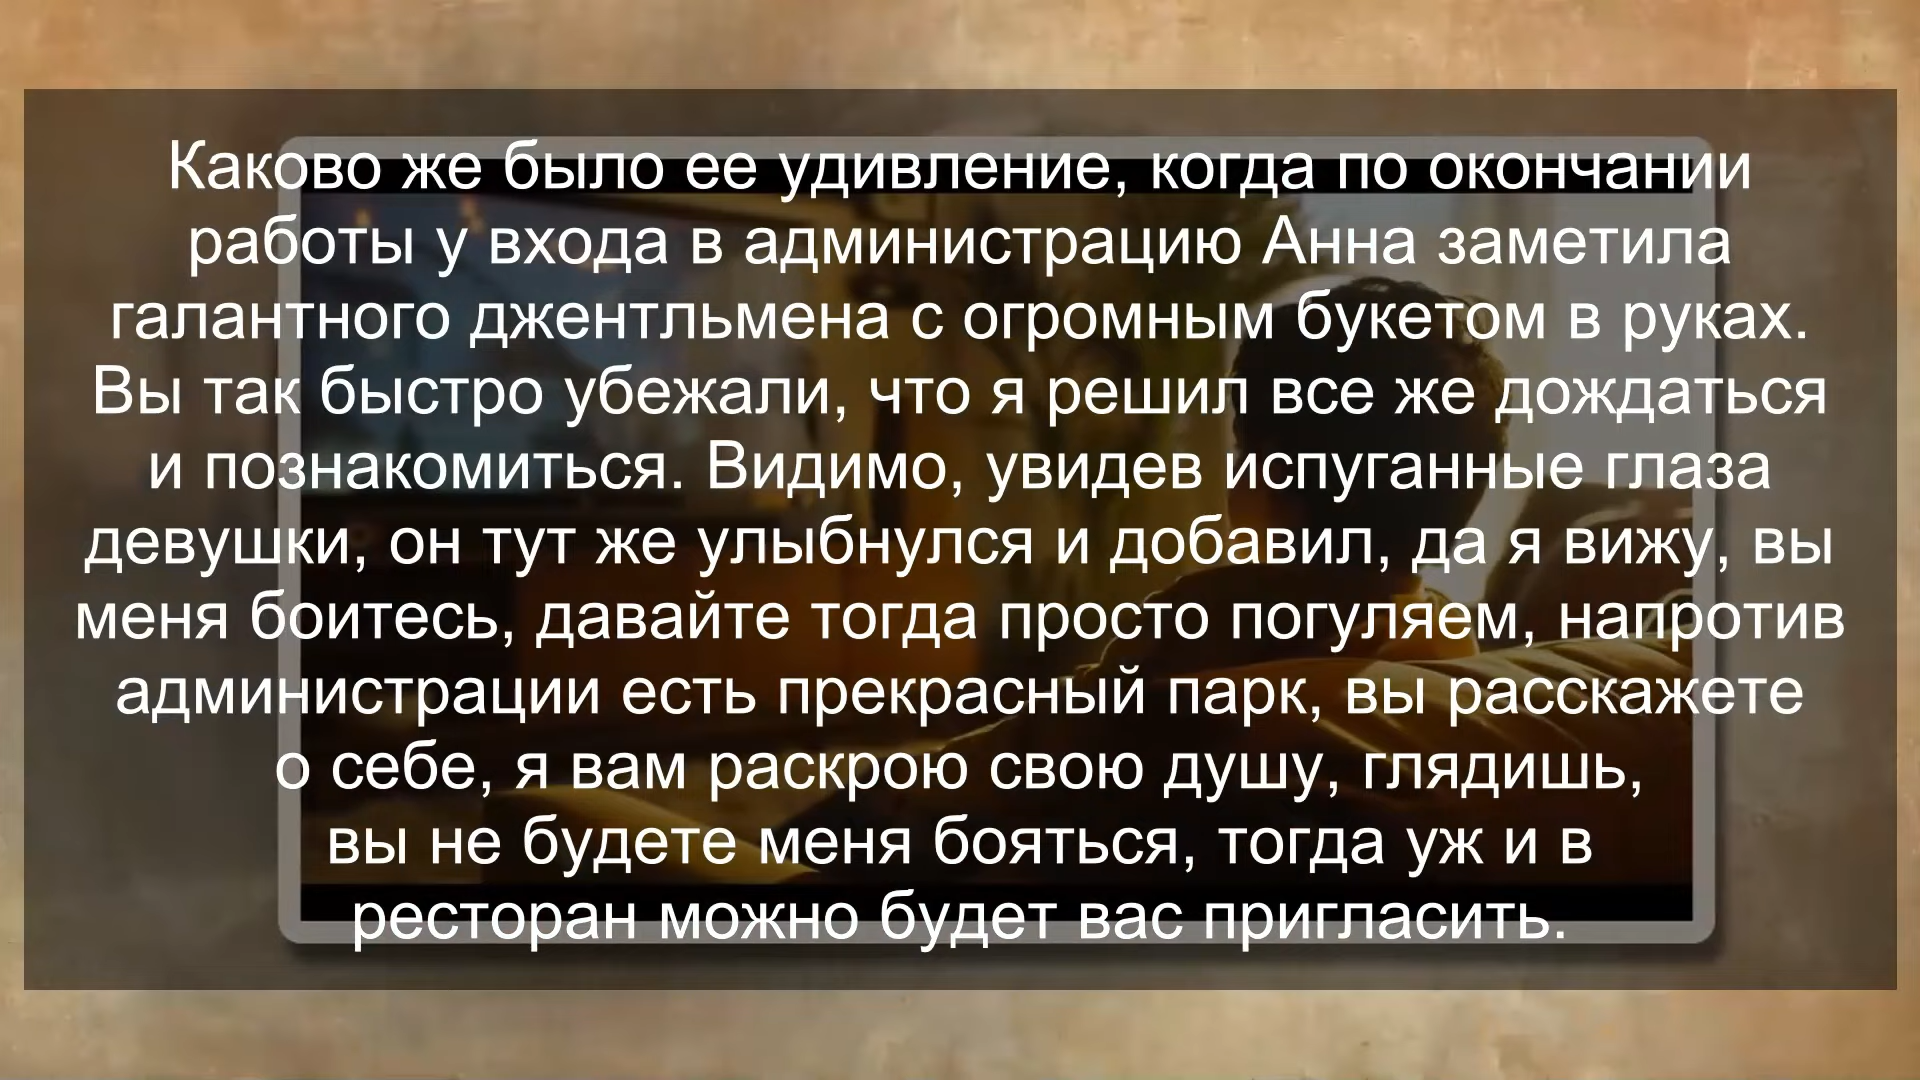 Каково же было ее удивление, когда по окончании
работы у входа в администрацию Анна заметила
галантного джентльмена с огромным букетом в руках.
Вы так быстро убежали, что я решил все же дождаться
и познакомиться. Видимо, увидев испуганные глаза
девушки, он тут же улыбнулся и добавил, да я вижу, вы
меня боитесь, давайте тогда просто погуляем, напротив
администрации есть прекрасный парк, вы расскажете
о себе, я вам раскрою свою душу, глядишь,
вы не будете меня бояться, тогда уж и в
ресторан можно будет вас пригласить.